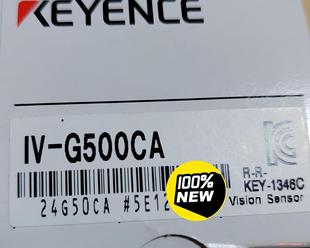 KEYENCE
IV-G500CA
R-R-
KEY-1346C
24G50CA #5E12
Vision Sensor
100%
NEW